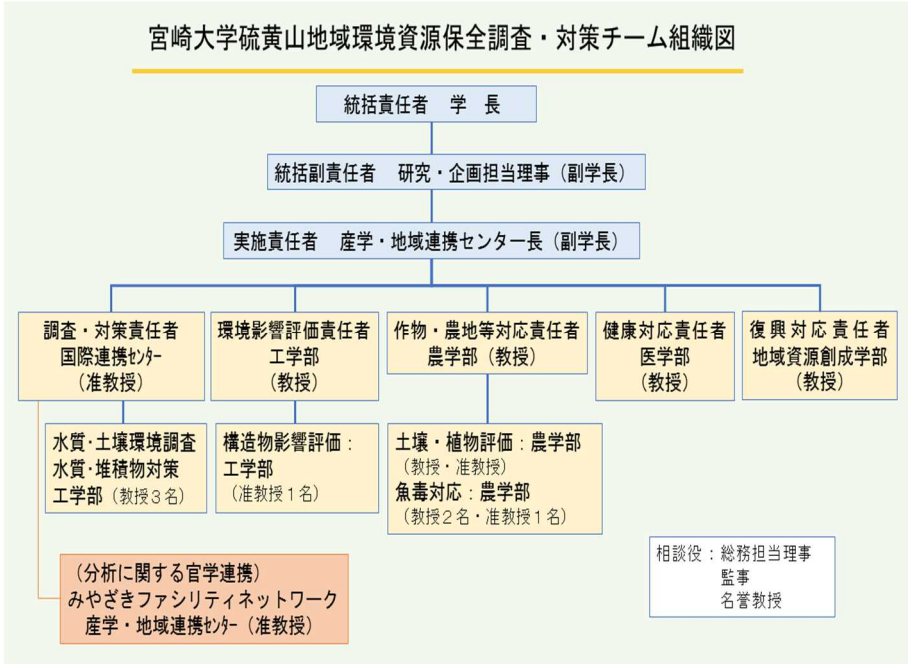 宮崎大学硫黄山地域環境資源保全調査・対策チーム組織図
統括責任者　学　長
統括副責任者　研究・企画担当理事（副学長）
実施責任者　産学・地域連携センター長（副学長）
調査・対策責任者
国際連携ｾﾝﾀｰ
（准教授）
環境影響評価責任者
工学部
（教授）
作物・農地等対応責任者
農学部（教授）
健康対応責任者
医学部
（教授）
復興対応責任者
地域資源創成学部
（教授）
水質・土壌環境調査
水質・堆積物対策
工学部（教授３名）
構造物影響評価：
工学部
（准教授１名）
土壌・植物評価：農学部
（教授・准教授）
魚毒対応：農学部
（教授２名・准教授１名）
（分析に関する官学連携）
みやざきファシリティネットワーク
産学・地域連携ｾﾝﾀｰ（准教授）
相談役：総務担当理事
監事
名誉教授